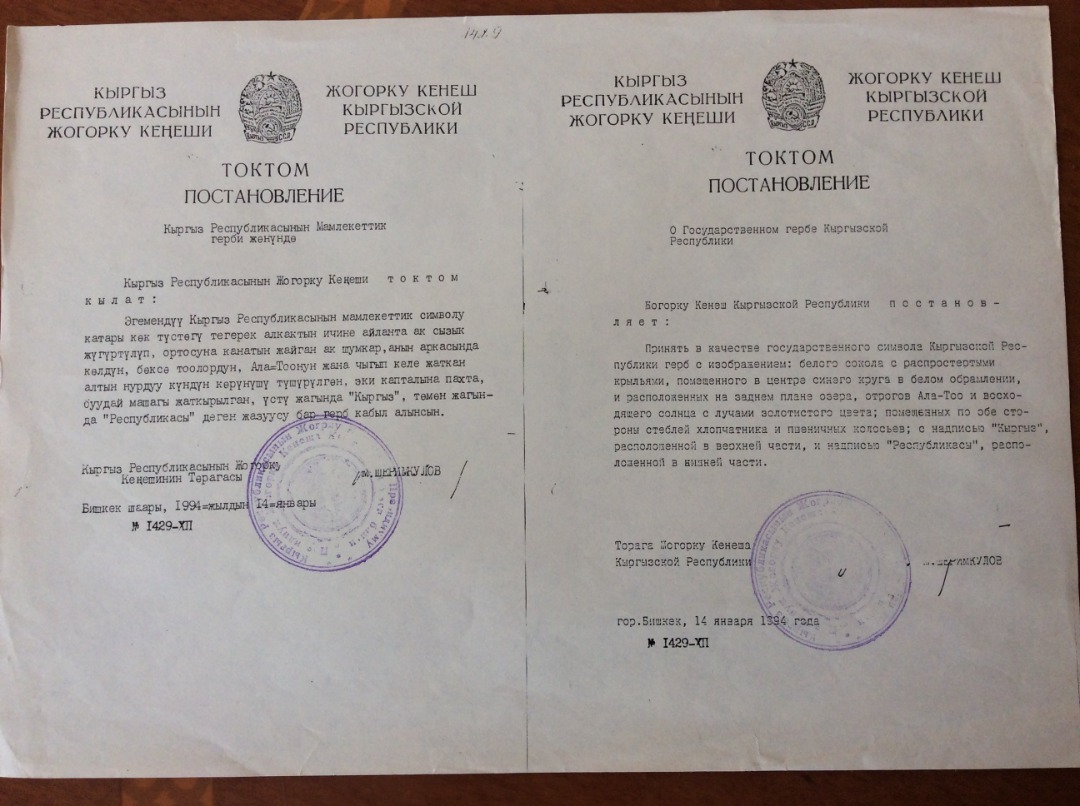 КЫРГЫЗ
РЕСПУБЛИКАСЫНЫН
ЖОГОРКУ КЕҢЕШИ
ЖОГОРКУ КЕНЕШ
КЫРГЫЗСКОЙ
РЕСПУБЛИКИ
ТОКТОМ
ПОСТАНОВЛЕНИЕ
Кыргыз Республикасынын Мамлекеттик
герби жөнүндө
Кыргыз Республикасынын Жогорку Кеңеши т о к т о м
к ы л а т :
Эгемендүү Кыргыз Республикасынын мамлекеттик символу
катары көк түстөгү тегерек алкактын ичине айланта ак сызык
жүгүртүлүп, ортосуна канатын жайган ак шумкар,анын аркасында
көлдүн, бөксө тоолордун, Ала=Тоонун жана чыгып келе жаткан
алтын нурдуу күндүн көрүнүшү түшүрүлгөн, эки капталына пахта,
буудай машагы жаткырылган, үстү жагында "Кыргыз", төмөн жагын-
да "Республикасы" деген жазуусу бар герб кабыл алынсын.
Кыргыз Республикасынын Жогорку
Кеңешинин Төрагасы
М.ШЕРИМКУЛОВ
Бишкек шаары, 1994=жылдын 14=январы
№ 1429-ХП
КЫРГЫЗ
РЕСПУБЛИКАСЫНЫН
ЖОГОРКУ КЕҢЕШИ
ЖОГОРКУ КЕНЕШ
КЫРГЫЗСКОЙ
РЕСПУБЛИКИ
ТОКТОМ
ПОСТАНОВЛЕНИЕ
О Государственном гербе Кыргызской
Республики
Богорку Кенеш Кыргызской Республики п о с т а н о в -
л я е т :
Принять в качестве государственного символа Кыргызской Рес-
публики герб с изображением: белого сокола с распростертыми
крыльями, помещенного в центре синего круга в белом обрамлении,
и расположенных на заднем плане озера, отрогов Ала-Тоо и восхо-
дящего солнца с лучами золотистого цвета; помещенных по обе сто-
роны стеблей хлопчатника и пшеничных колосьев; с надписью "Кыргыз",
расположенной в верхней части, и надписью "Республикасы", распо-
ложенной в нижней части.
Торага Жогорку Кенеша
Кыргызской Республики
гор.Бишкек, 14 января 1994 года
№ 1429-ХП